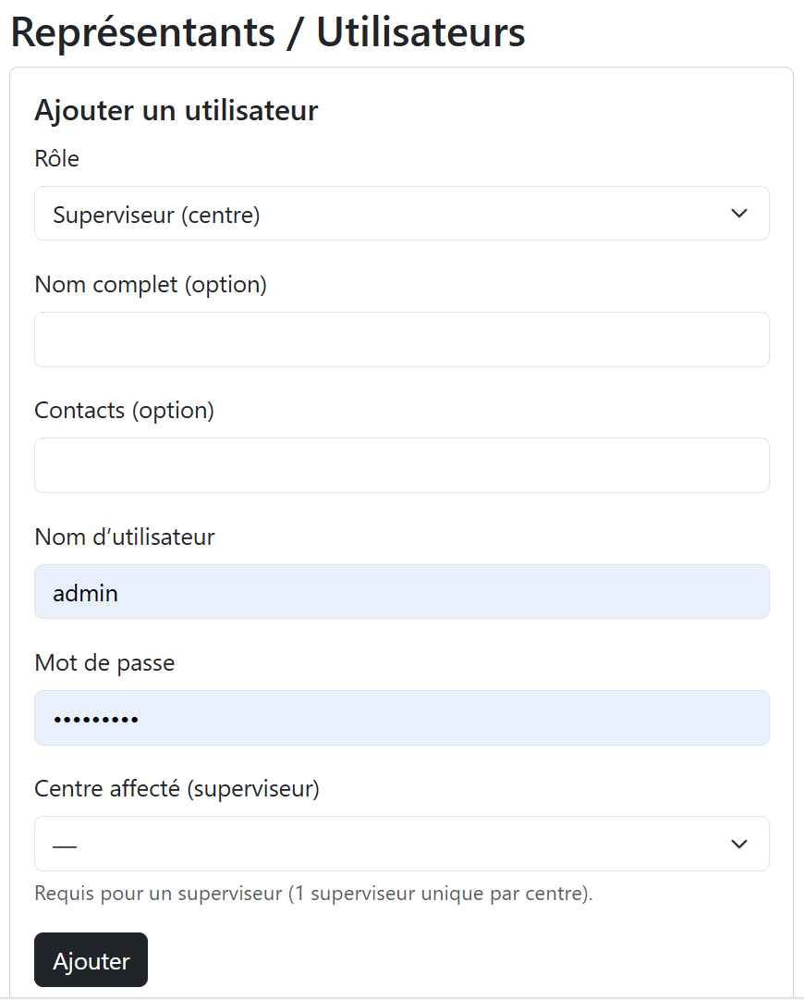 Représentants / Utilisateurs
Ajouter un utilisateur
Rôle
Superviseur (centre)
Nom complet (option)
Contacts (option)
Nom d’utilisateur
admin
Mot de passe
•••••••••
Centre affecté (superviseur)
—
Requis pour un superviseur (1 superviseur unique par centre).
Ajouter